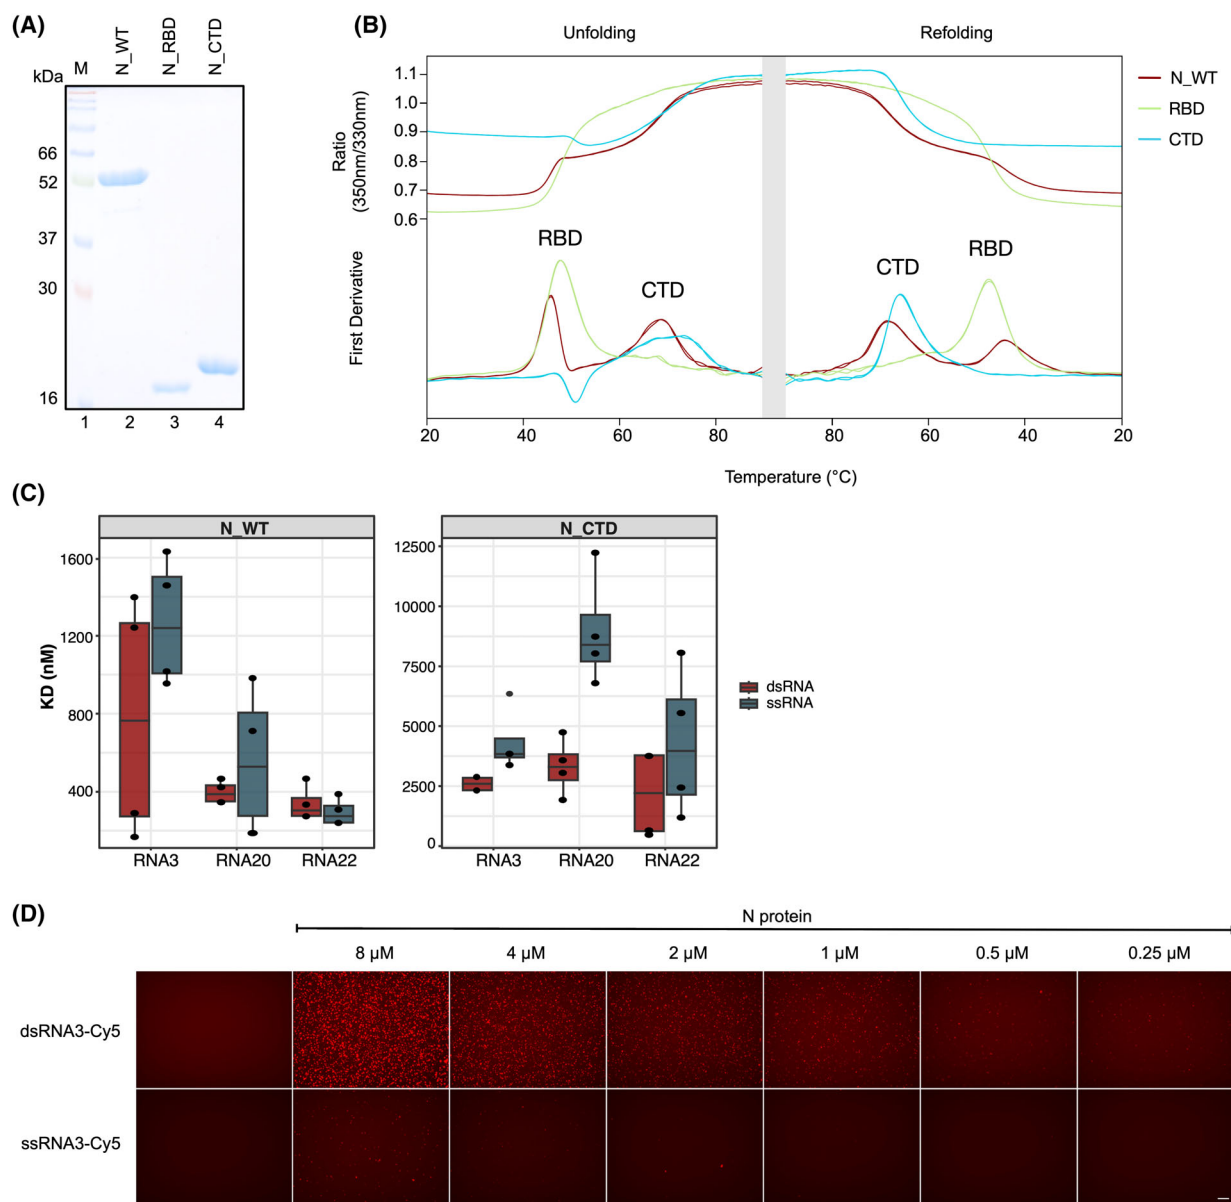 (A)
kDa
M
N_WT
N_RBD
N_CTD
66
52
37
30
16
1
2
3
4
(B)
Unfolding
Refolding
Ratio
(350nm/330nm)
1.1
1.0
0.9
0.8
0.7
0.6
N_WT
RBD
CTD
First Derivative
RBD
CTD
CTD
RBD
20
40
60
80
80
60
40
20
Temperature (°C)
(C)
N_WT
N_CTD
KD (nM)
1600
1200
800
400
RNA3
RNA20
RNA22
12500
10000
7500
5000
2500
0
RNA3
RNA20
RNA22
dsRNA
ssRNA
(D)
N protein
8 µM
4 µM
2 µM
1 µM
0.5 µM
0.25 µM
dsRNA3-Cy5
ssRNA3-Cy5